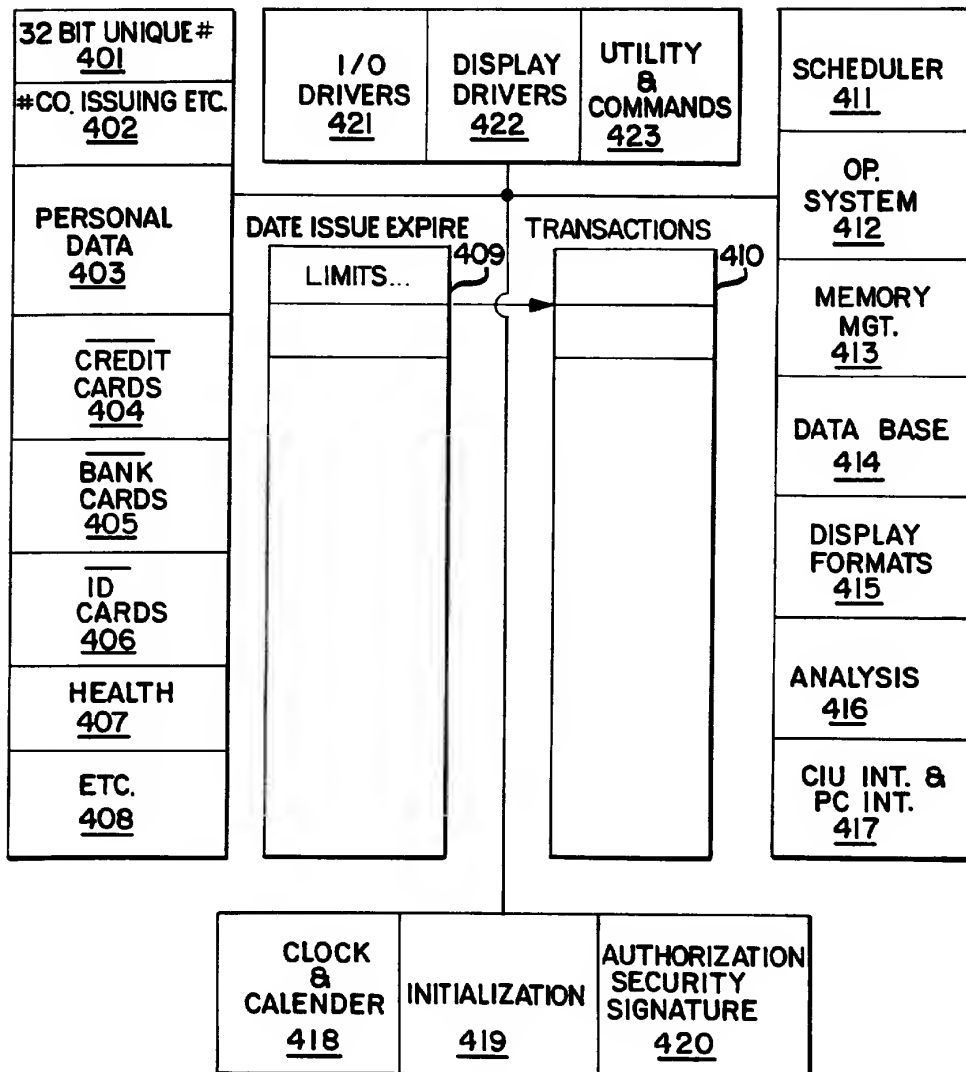 32 BIT UNIQUE#
401
#CO. ISSUING ETC.
402
PERSONAL
DATA
403
CREDIT
CARDS
404
BANK
CARDS
405
ID
CARDS
406
HEALTH
407
ETC.
408
I/O
DRIVERS
421
DISPLAY
DRIVERS
422
UTILITY
&
COMMANDS
423
DATE ISSUE EXPIRE
409
LIMITS...
TRANSACTIONS
410
SCHEDULER
411
OP.
SYSTEM
412
MEMORY
MGT.
413
DATA BASE
414
DISPLAY
FORMATS
415
ANALYSIS
416
CIU INT. &
PC INT.
417
CLOCK
&
CALENDER
418
INITIALIZATION
419
AUTHORIZATION
SECURITY
SIGNATURE
420